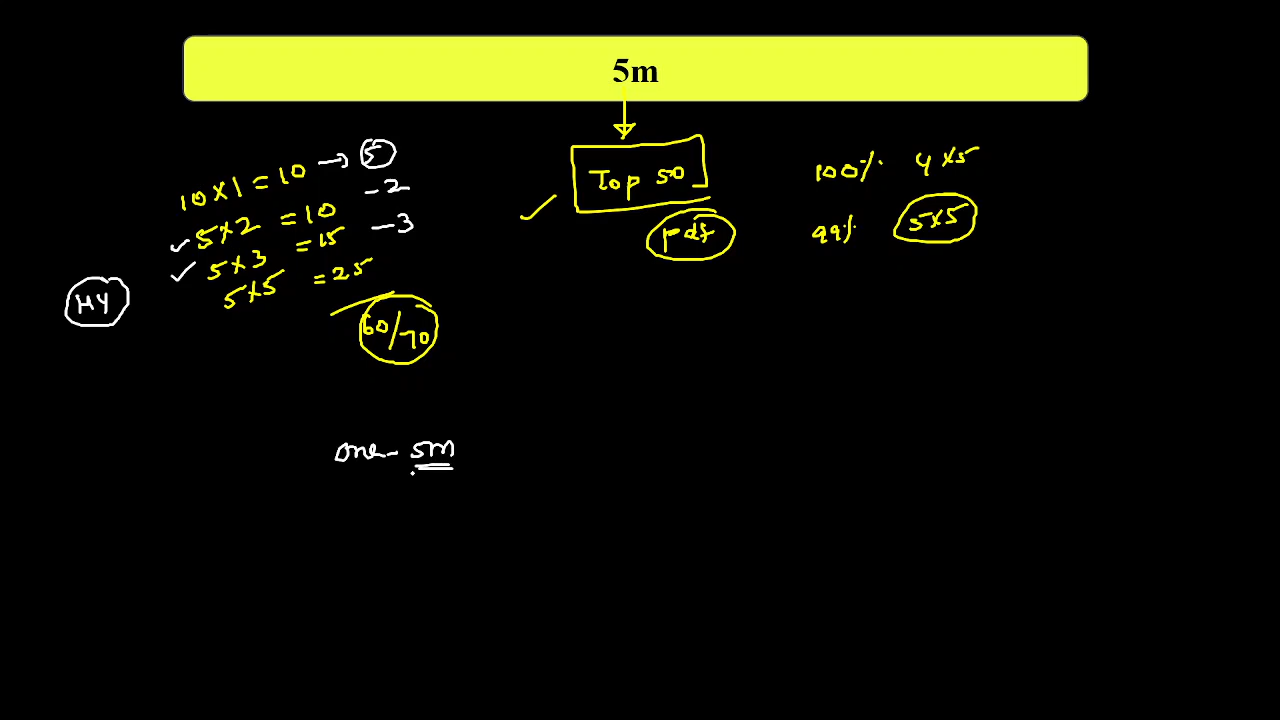 5m
10×1 = 10 → 5
5×2 = 10 - 2
5×3 = 15 - 3
5×5 = 25
60/70
HY
Top 50
pdf
100% 4×5
99% 5×5
one - 5m